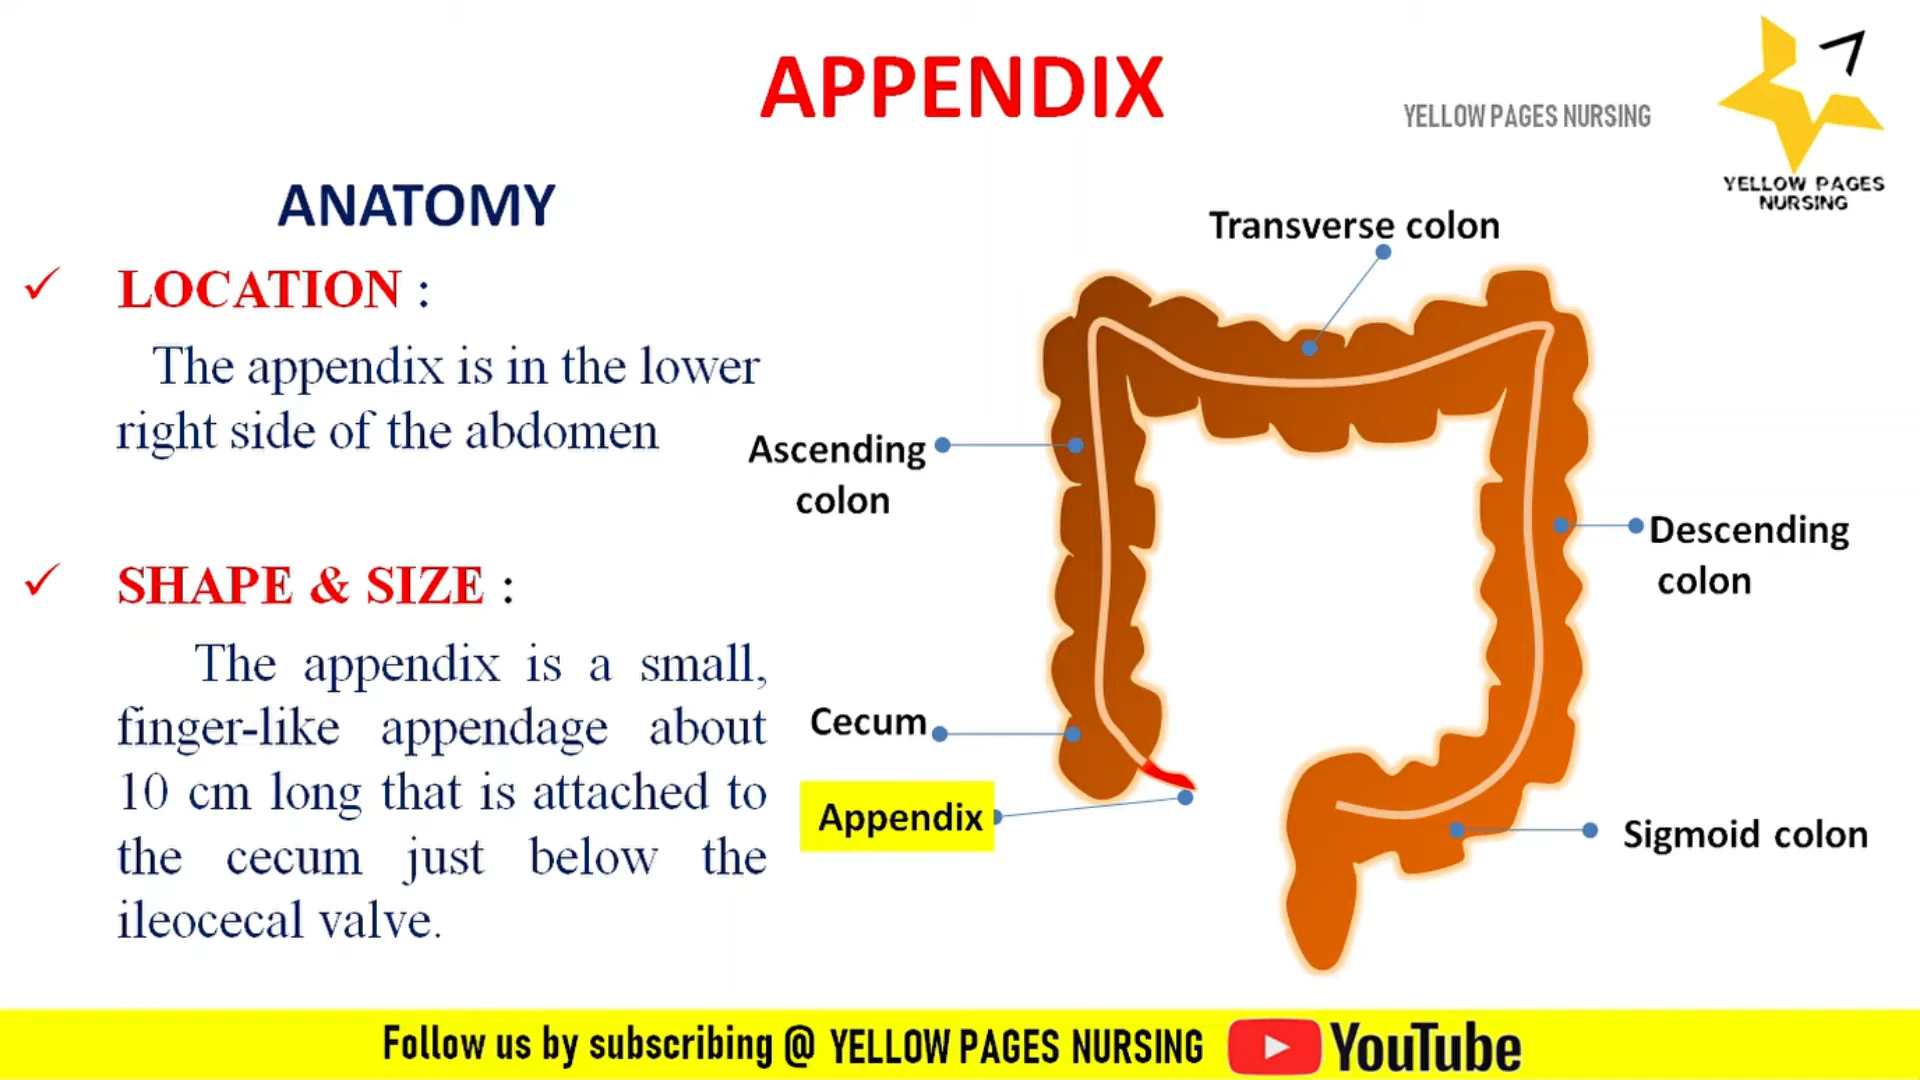 APPENDIX
YELLOW PAGES NURSING
YELLOW PAGES
NURSING
ANATOMY
✓ LOCATION :
The appendix is in the lower
right side of the abdomen
✓ SHAPE & SIZE :
The appendix is a small,
finger-like appendage about
10 cm long that is attached to
the cecum just below the
ileocecal valve.
Transverse colon
Ascending
colon
Descending
colon
Cecum
Appendix
Sigmoid colon
Follow us by subscribing @ YELLOW PAGES NURSING YouTube